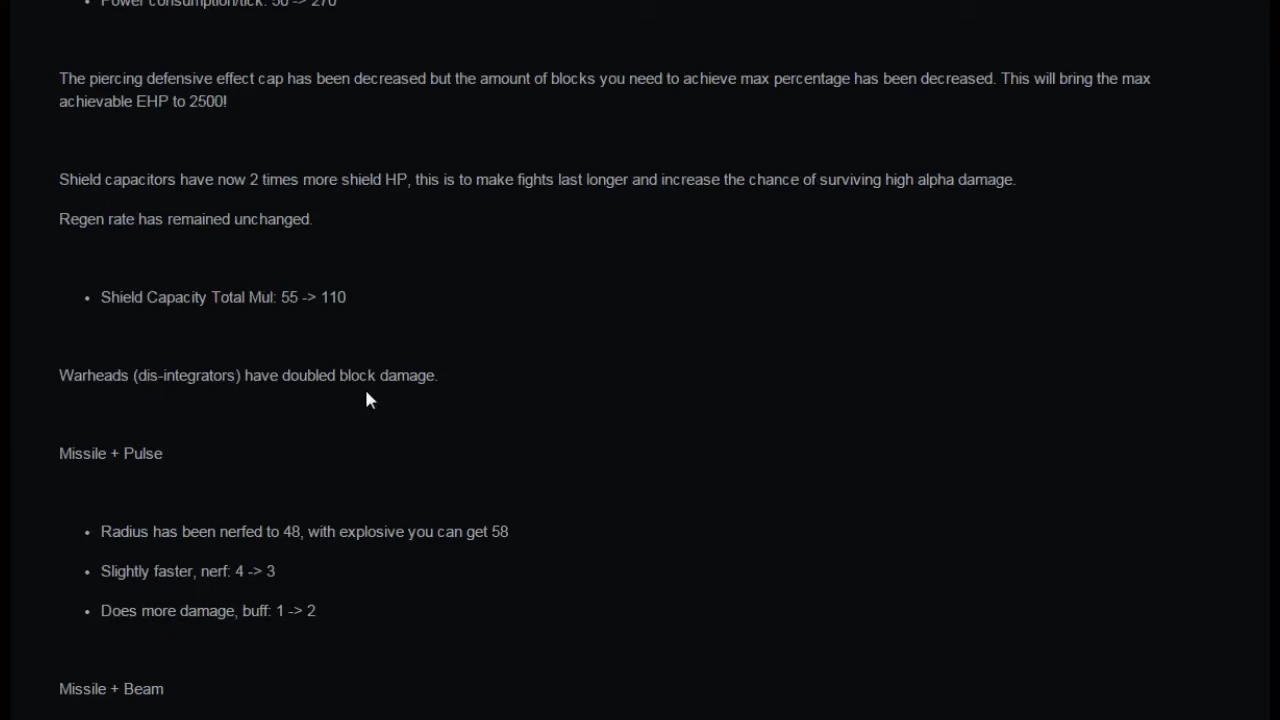 • Power consumption/tick: 50 -> 270
The piercing defensive effect cap has been decreased but the amount of blocks you need to achieve max percentage has been decreased. This will bring the max
achievable EHP to 2500!
Shield capacitors have now 2 times more shield HP, this is to make fights last longer and increase the chance of surviving high alpha damage.
Regen rate has remained unchanged.
• Shield Capacity Total Mul: 55 -> 110
Warheads (dis-integrators) have doubled block damage.
Missile + Pulse
• Radius has been nerfed to 48, with explosive you can get 58
• Slightly faster, nerf: 4 -> 3
• Does more damage, buff: 1 -> 2
Missile + Beam